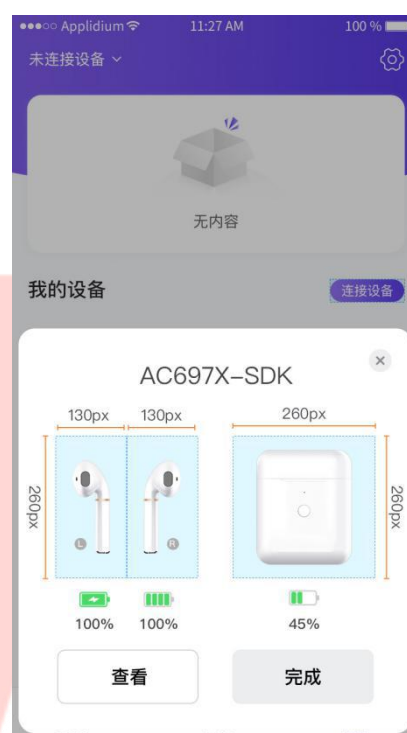 Applidium 11:27 AM 100 %
未连接设备
无内容
我的设备 连接设备
AC697X-SDK
130px 130px 260px
260px 260px
L R
100% 100% 45%
查看 完成